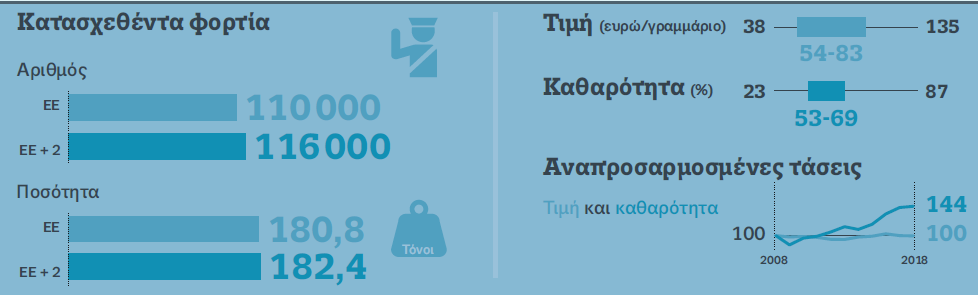 Κατασχεθέντα φορτία
Αριθμός
ΕΕ 110 000
ΕΕ + 2 116 000
Ποσότητα
ΕΕ 180,8
ΕΕ + 2 182,4
Τόνοι
Τιμή (ευρώ/γραμμάριο) 38 135
54-83
Καθαρότητα (%) 23 87
53-69
Αναπροσαρμοσμένες τάσεις
Τιμή και καθαρότητα
144
100 100
2008 2018